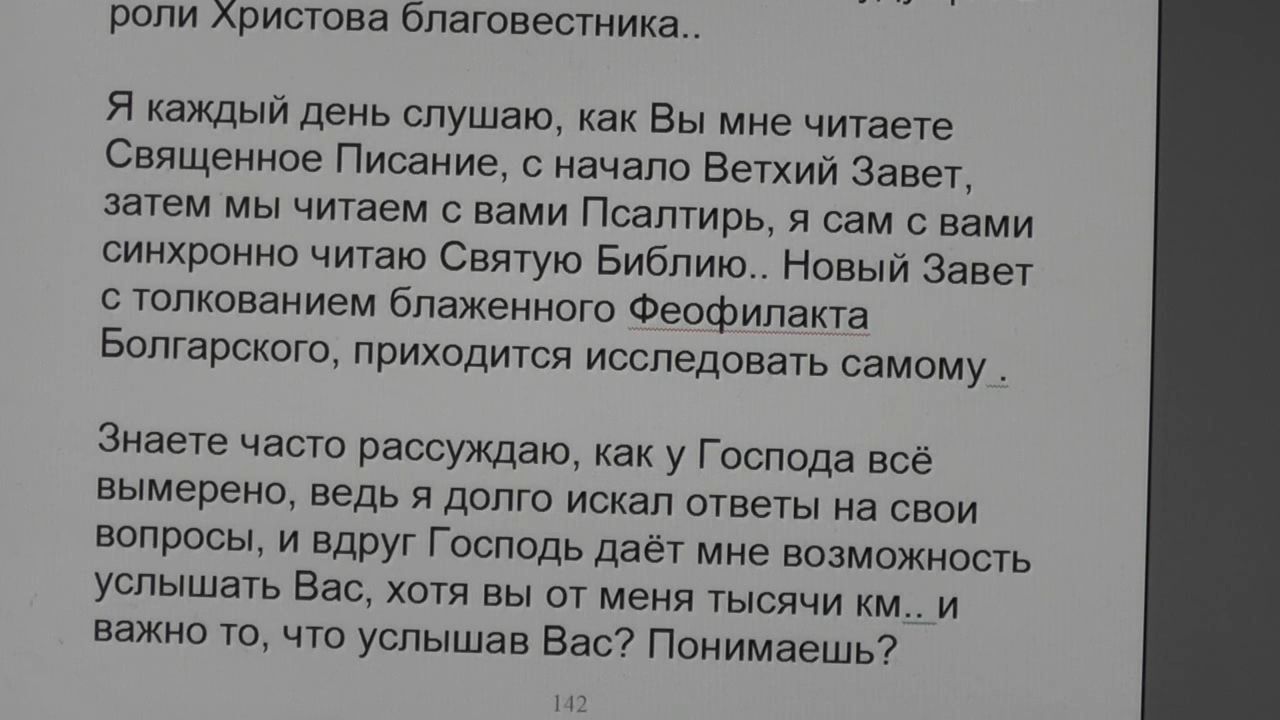 роли Христова благовестника..
Я каждый день слушаю, как Вы мне читаете
Священное Писание, с начало Ветхий Завет,
затем мы читаем с вами Псалтирь, я сам с вами
синхронно читаю Святую Библию.. Новый Завет
с толкованием блаженного Феофилакта
Болгарского, приходится исследовать самому .
Знаете часто рассуждаю, как у Господа всё
вымерено, ведь я долго искал ответы на свои
вопросы, и вдруг Господь даёт мне возможность
услышать Вас, хотя вы от меня тысячи км.. и
важно то, что услышав Вас? Понимаешь?
142